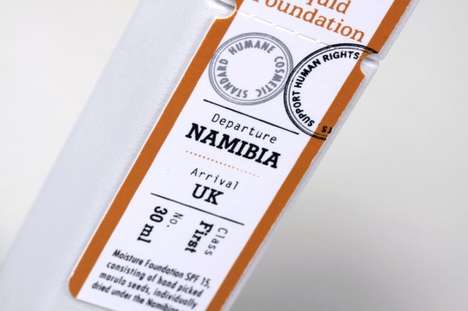 Foundation
STANDARD HUMANE COSMETIC
SUPPORT HUMAN RIGHTS
Departure
NAMIBIA
Arrival
UK
Class
First
No.
30 ml
Moisture Foundation SPF 15,
consisting of hand picked
marula seeds, individually
dried under the Namibian